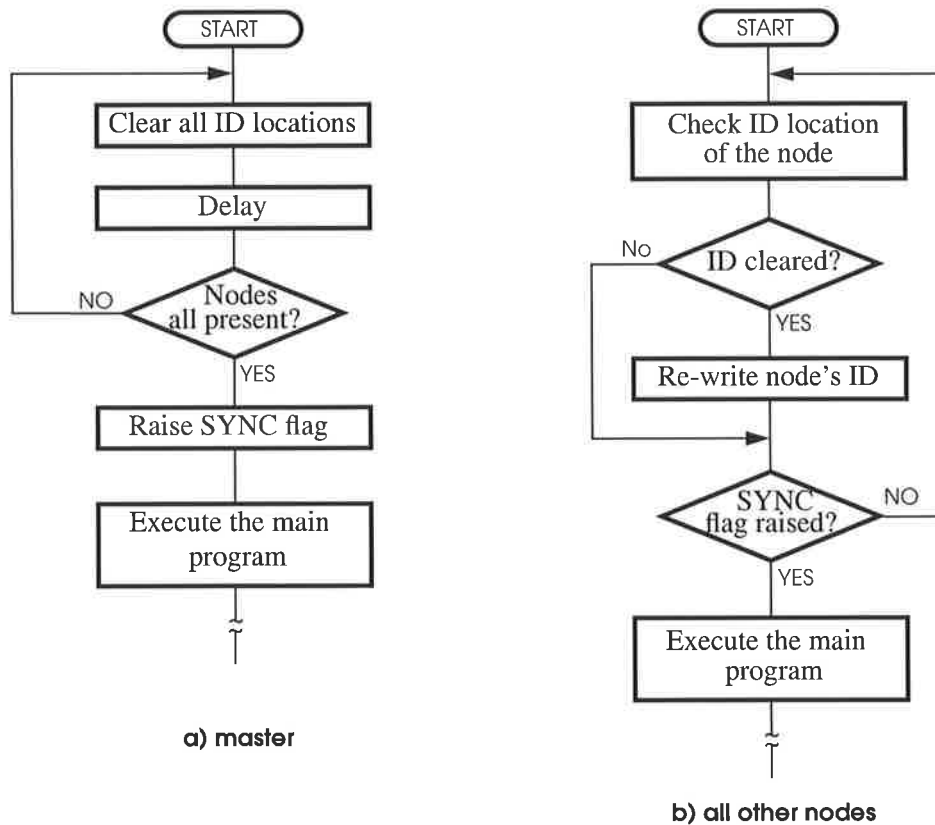 START
Clear all ID locations
Delay
Nodes
all present?
NO
YES
Raise SYNC flag
Execute the main
program
a) master
START
Check ID location
of the node
No
ID cleared?
YES
Re-write node's ID
SYNC
flag raised?
NO
YES
Execute the main
program
b) all other nodes